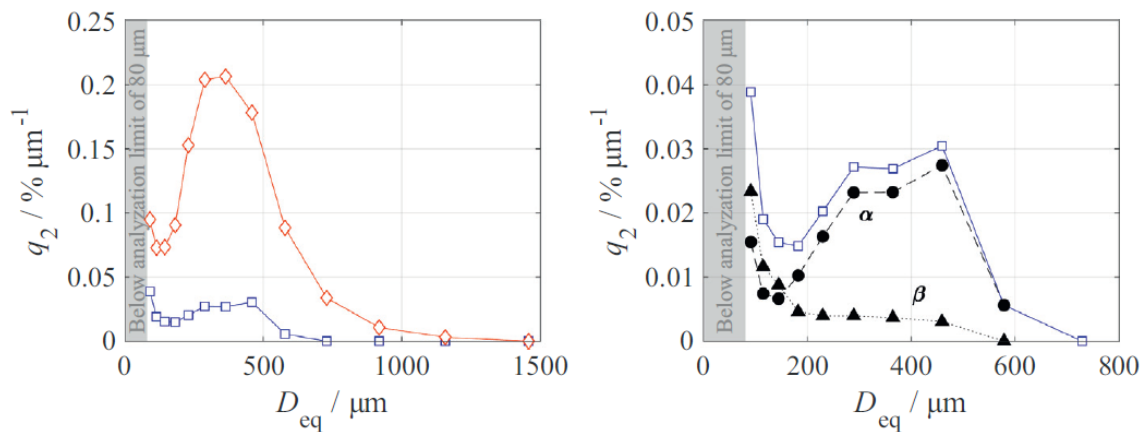 0.25
0.2
0.15
0.1
0.05
0
q2 / % μm-1
Below analyzation limit of 80 μm
0
500
1000
1500
Deq / μm
0.05
0.04
0.03
0.02
0.01
0
q2 / % μm-1
Below analyzation limit of 80 μm
α
β
0
200
400
600
800
Deq / μm